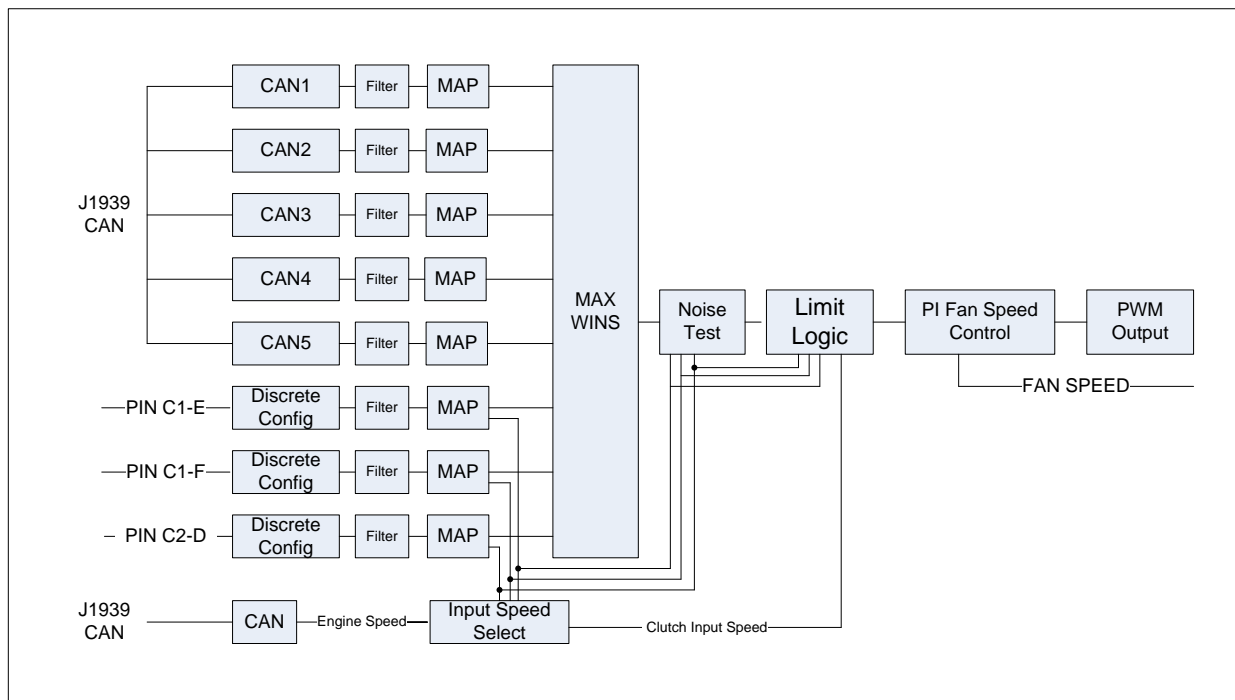 CAN1
Filter
MAP
CAN2
Filter
MAP
J1939
CAN
CAN3
Filter
MAP
CAN4
Filter
MAP
CAN5
Filter
MAP
PIN C1-E
Discrete
Config
Filter
MAP
PIN C1-F
Discrete
Config
Filter
MAP
PIN C2-D
Discrete
Config
Filter
MAP
MAX
WINS
Noise
Test
Limit
Logic
PI Fan Speed
Control
PWM
Output
FAN SPEED
J1939
CAN
CAN
Engine Speed
Input Speed
Select
Clutch Input Speed